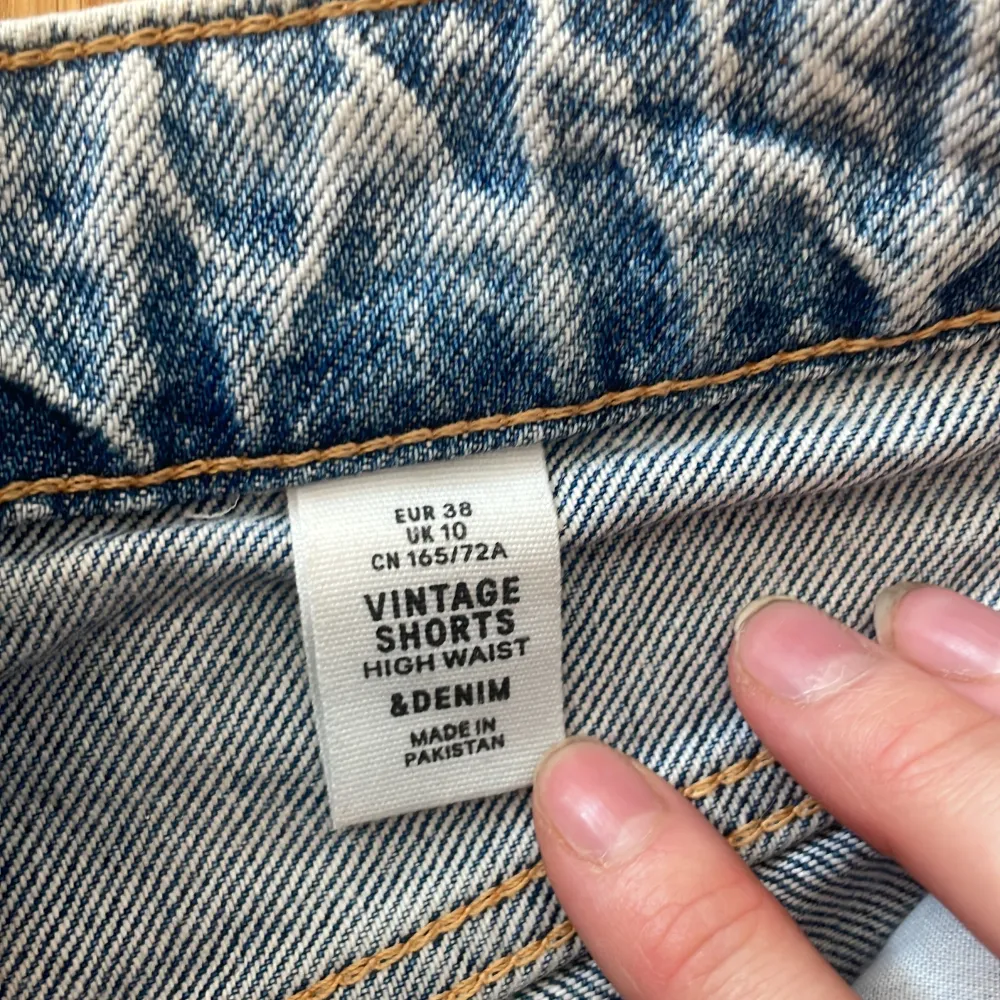 EUR 38
UK 10
CN 165/72A
VINTAGE
SHORTS
HIGH WAIST
&DENIM
MADE IN
PAKISTAN